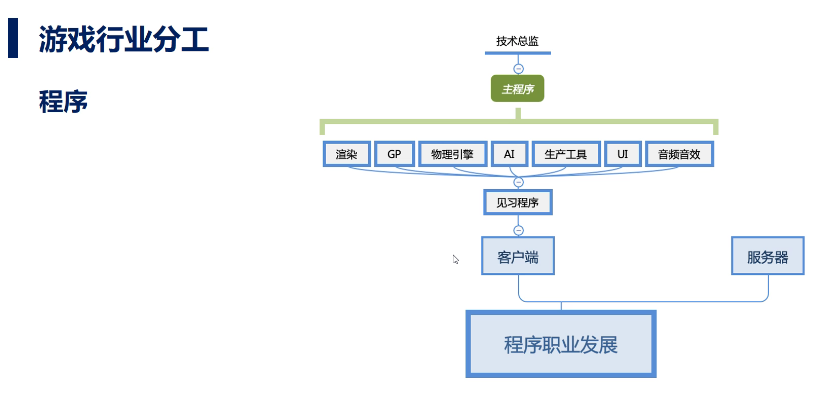 游戏行业分工
程序
技术总监
主程序
渲染
GP
物理引擎
AI
生产工具
UI
音频音效
见习程序
客户端
服务器
程序职业发展